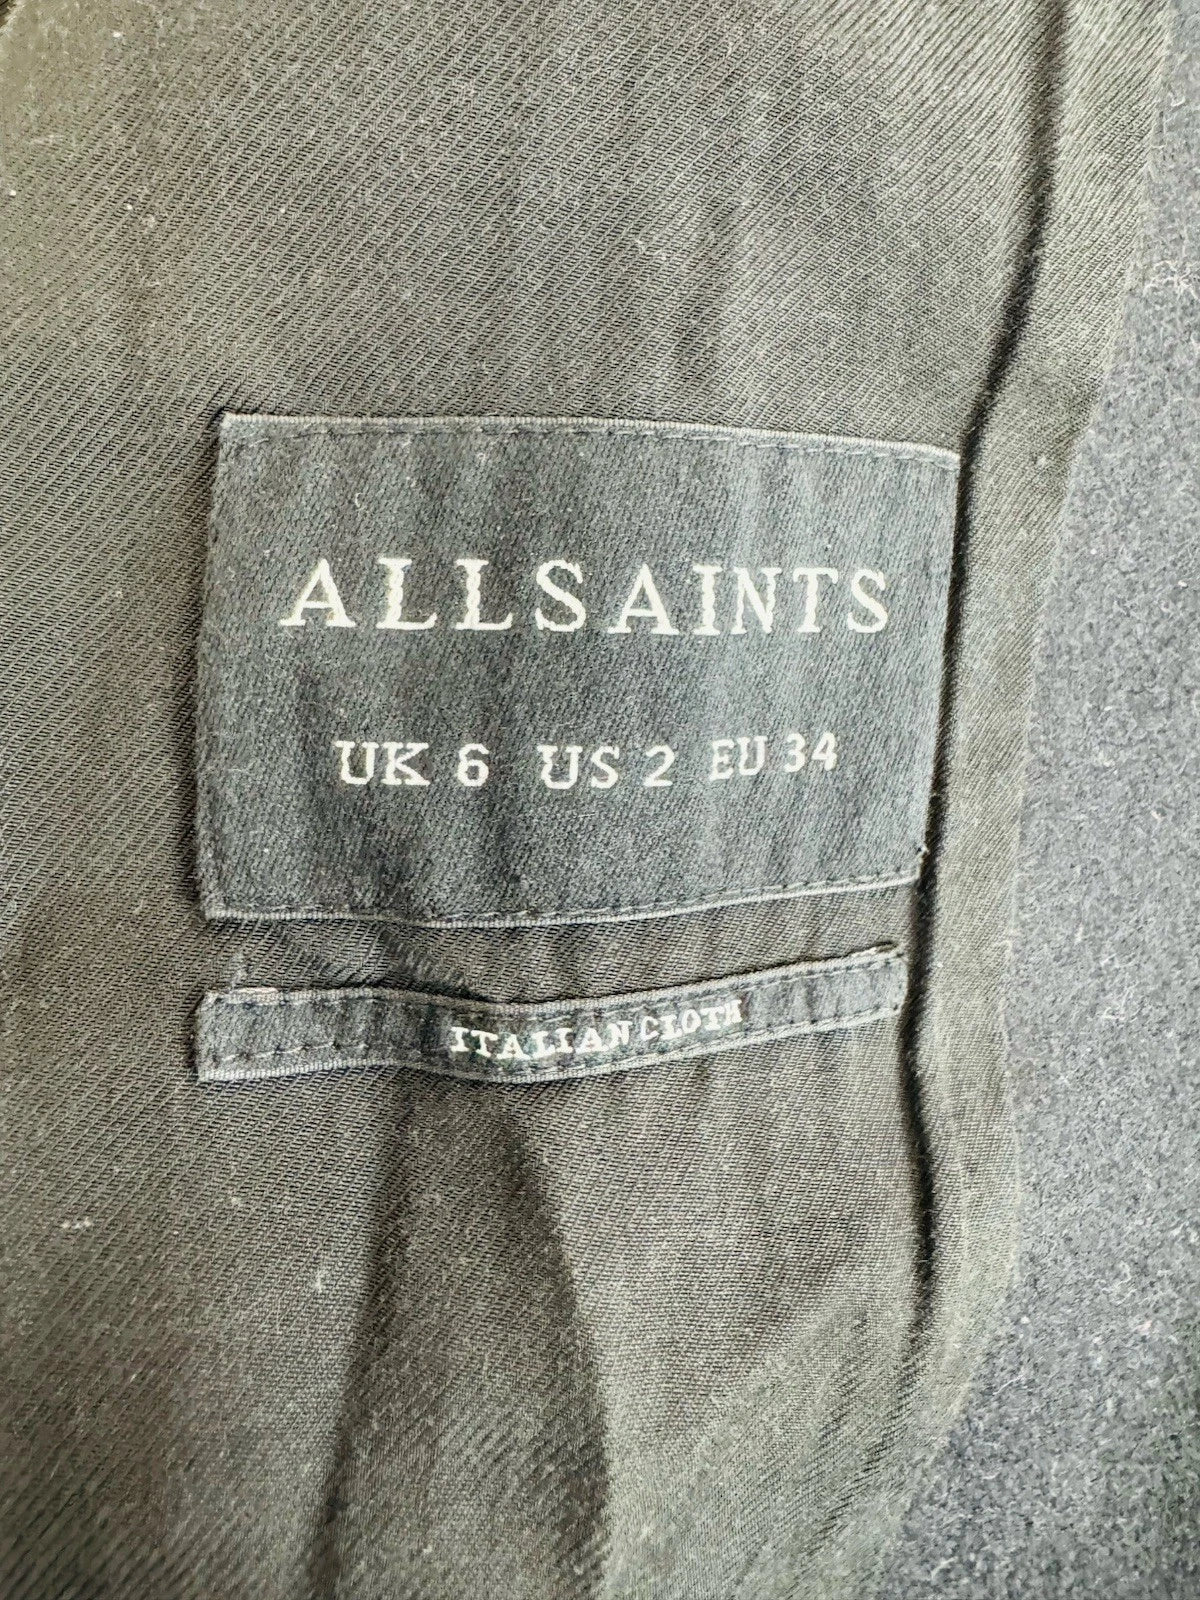 ALLSAINTS
UK 6 US 2 EU 34
ITALIAN CLOTH